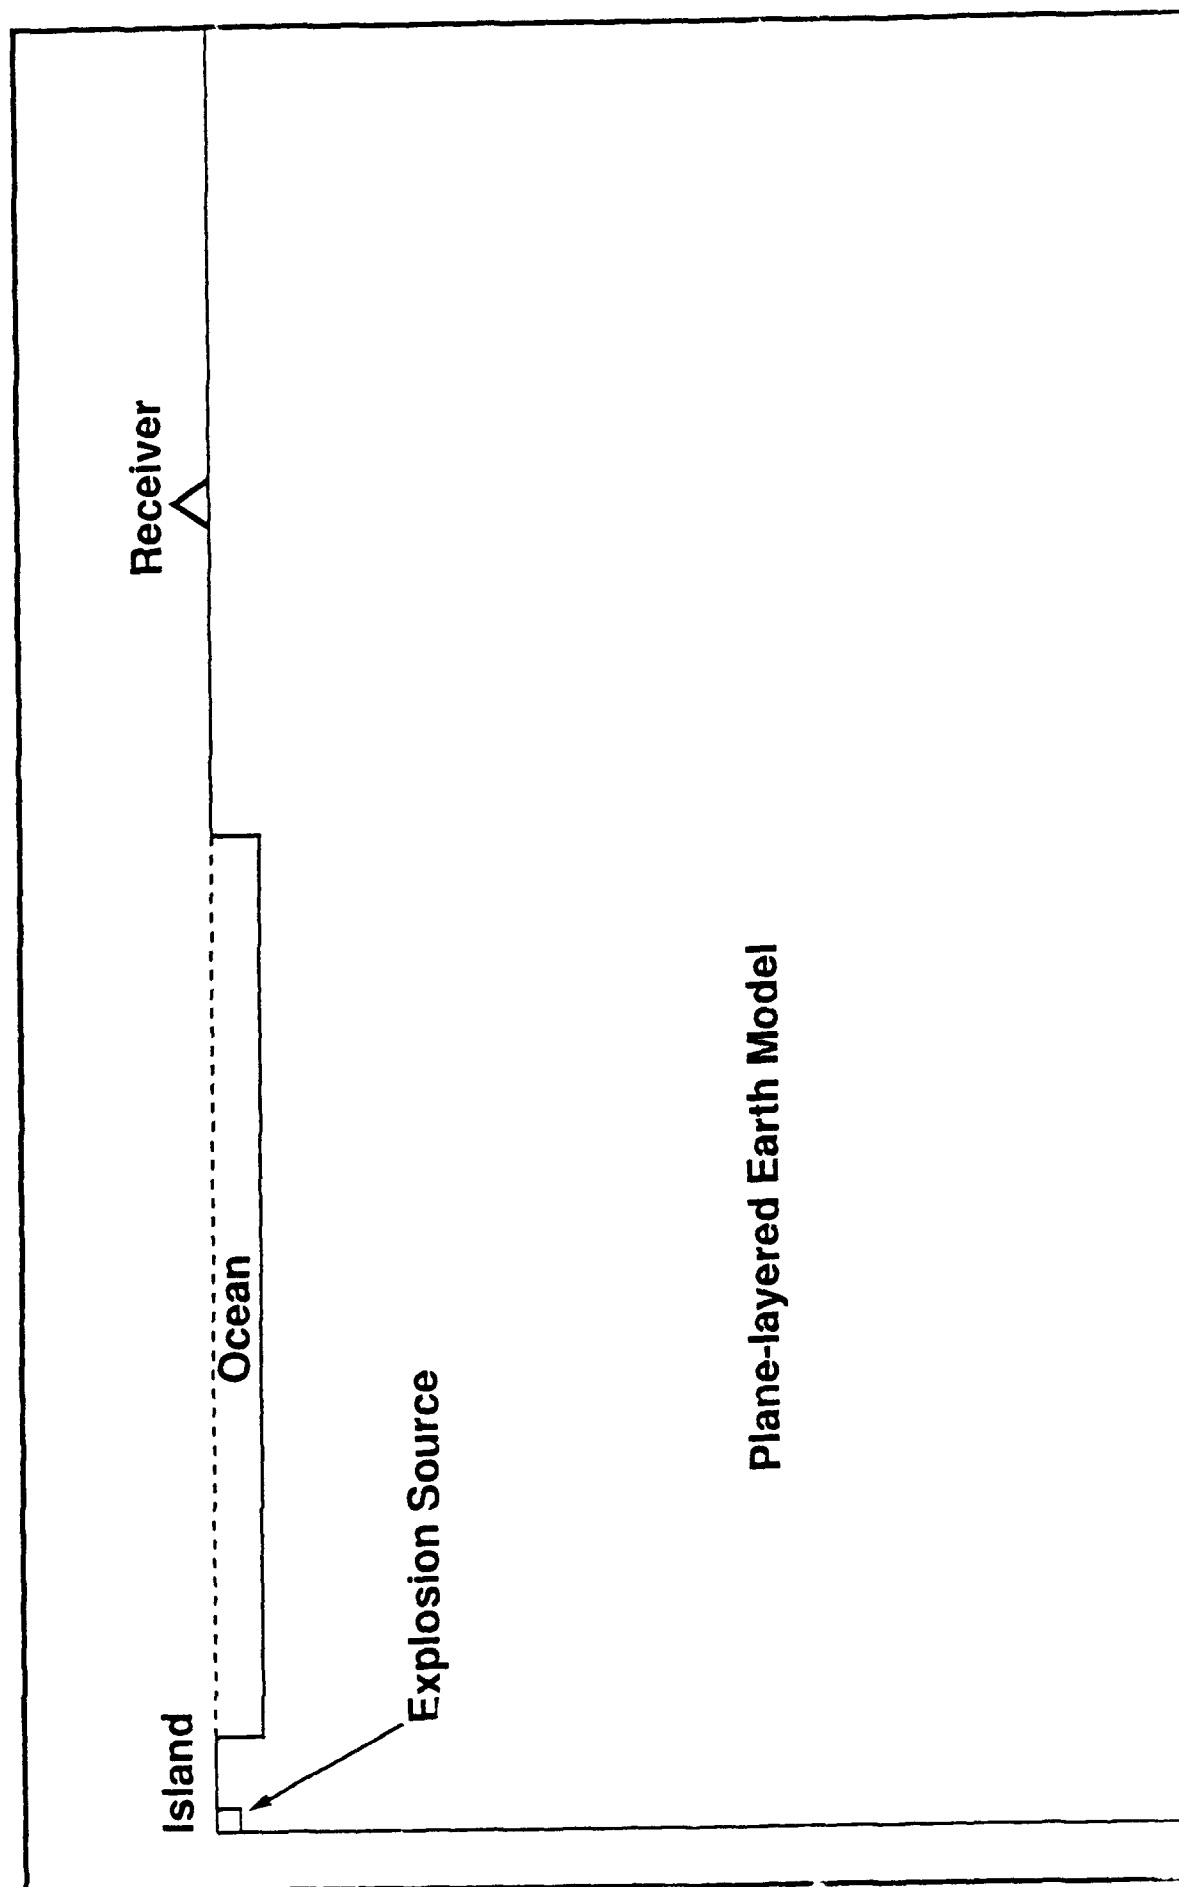 Island
Receiver
Ocean
Explosion Source
Plane-layered Earth Model